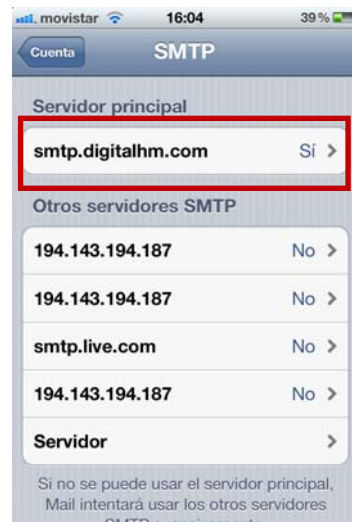 movistar 16:04 39 %
Cuenta SMTP
Servidor principal
smtp.digitalhm.com Sí
Otros servidores SMTP
194.143.194.187 No
194.143.194.187 No
smtp.live.com No
194.143.194.187 No
Servidor
Si no se puede usar el servidor principal,
Mail intentará usar los otros servidores
SMTP